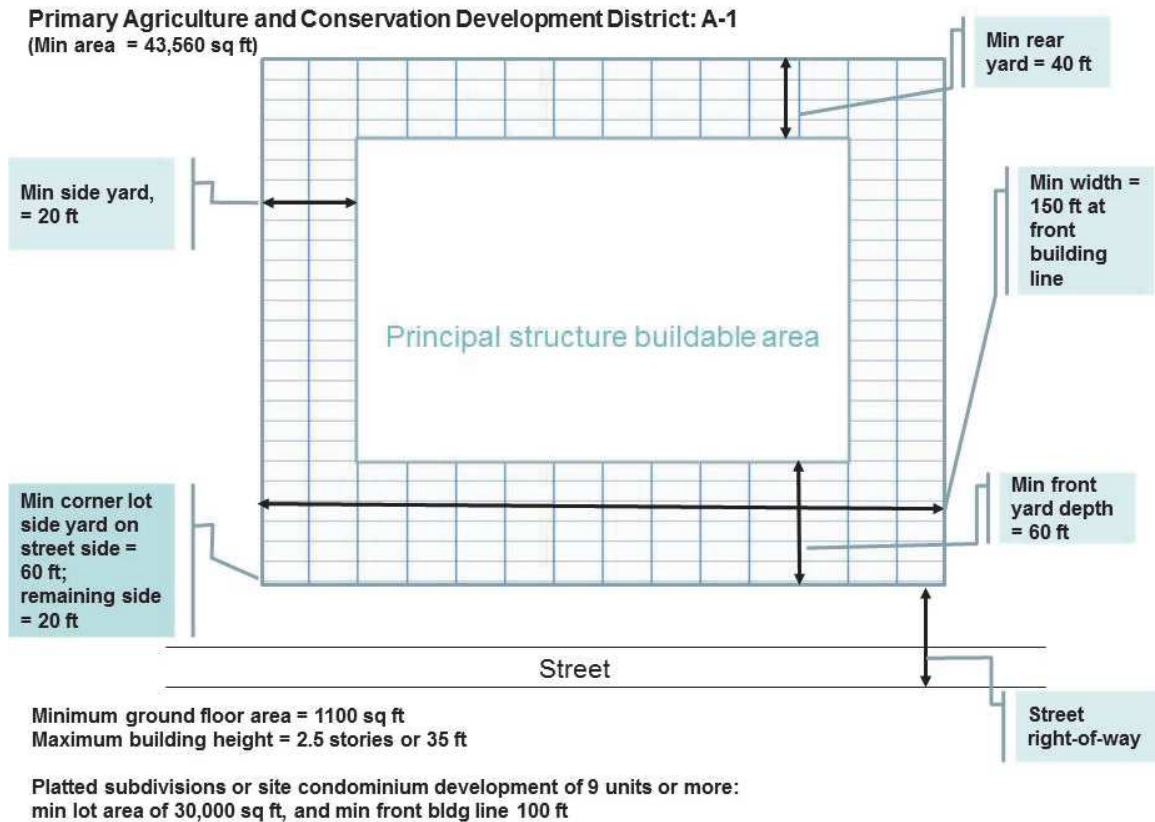 Primary Agriculture and Conservation Development District: A-1
(Min area = 43,560 sq ft)
Min rear
yard = 40 ft
Min side yard,
= 20 ft
Min width =
150 ft at
front
building
line
Principal structure buildable area
Min corner lot
side yard on
street side =
60 ft;
remaining side
= 20 ft
Min front
yard depth
= 60 ft
Street
Street
right-of-way
Minimum ground floor area = 1100 sq ft
Maximum building height = 2.5 stories or 35 ft
Platted subdivisions or site condominium development of 9 units or more:
min lot area of 30,000 sq ft, and min front bldg line 100 ft